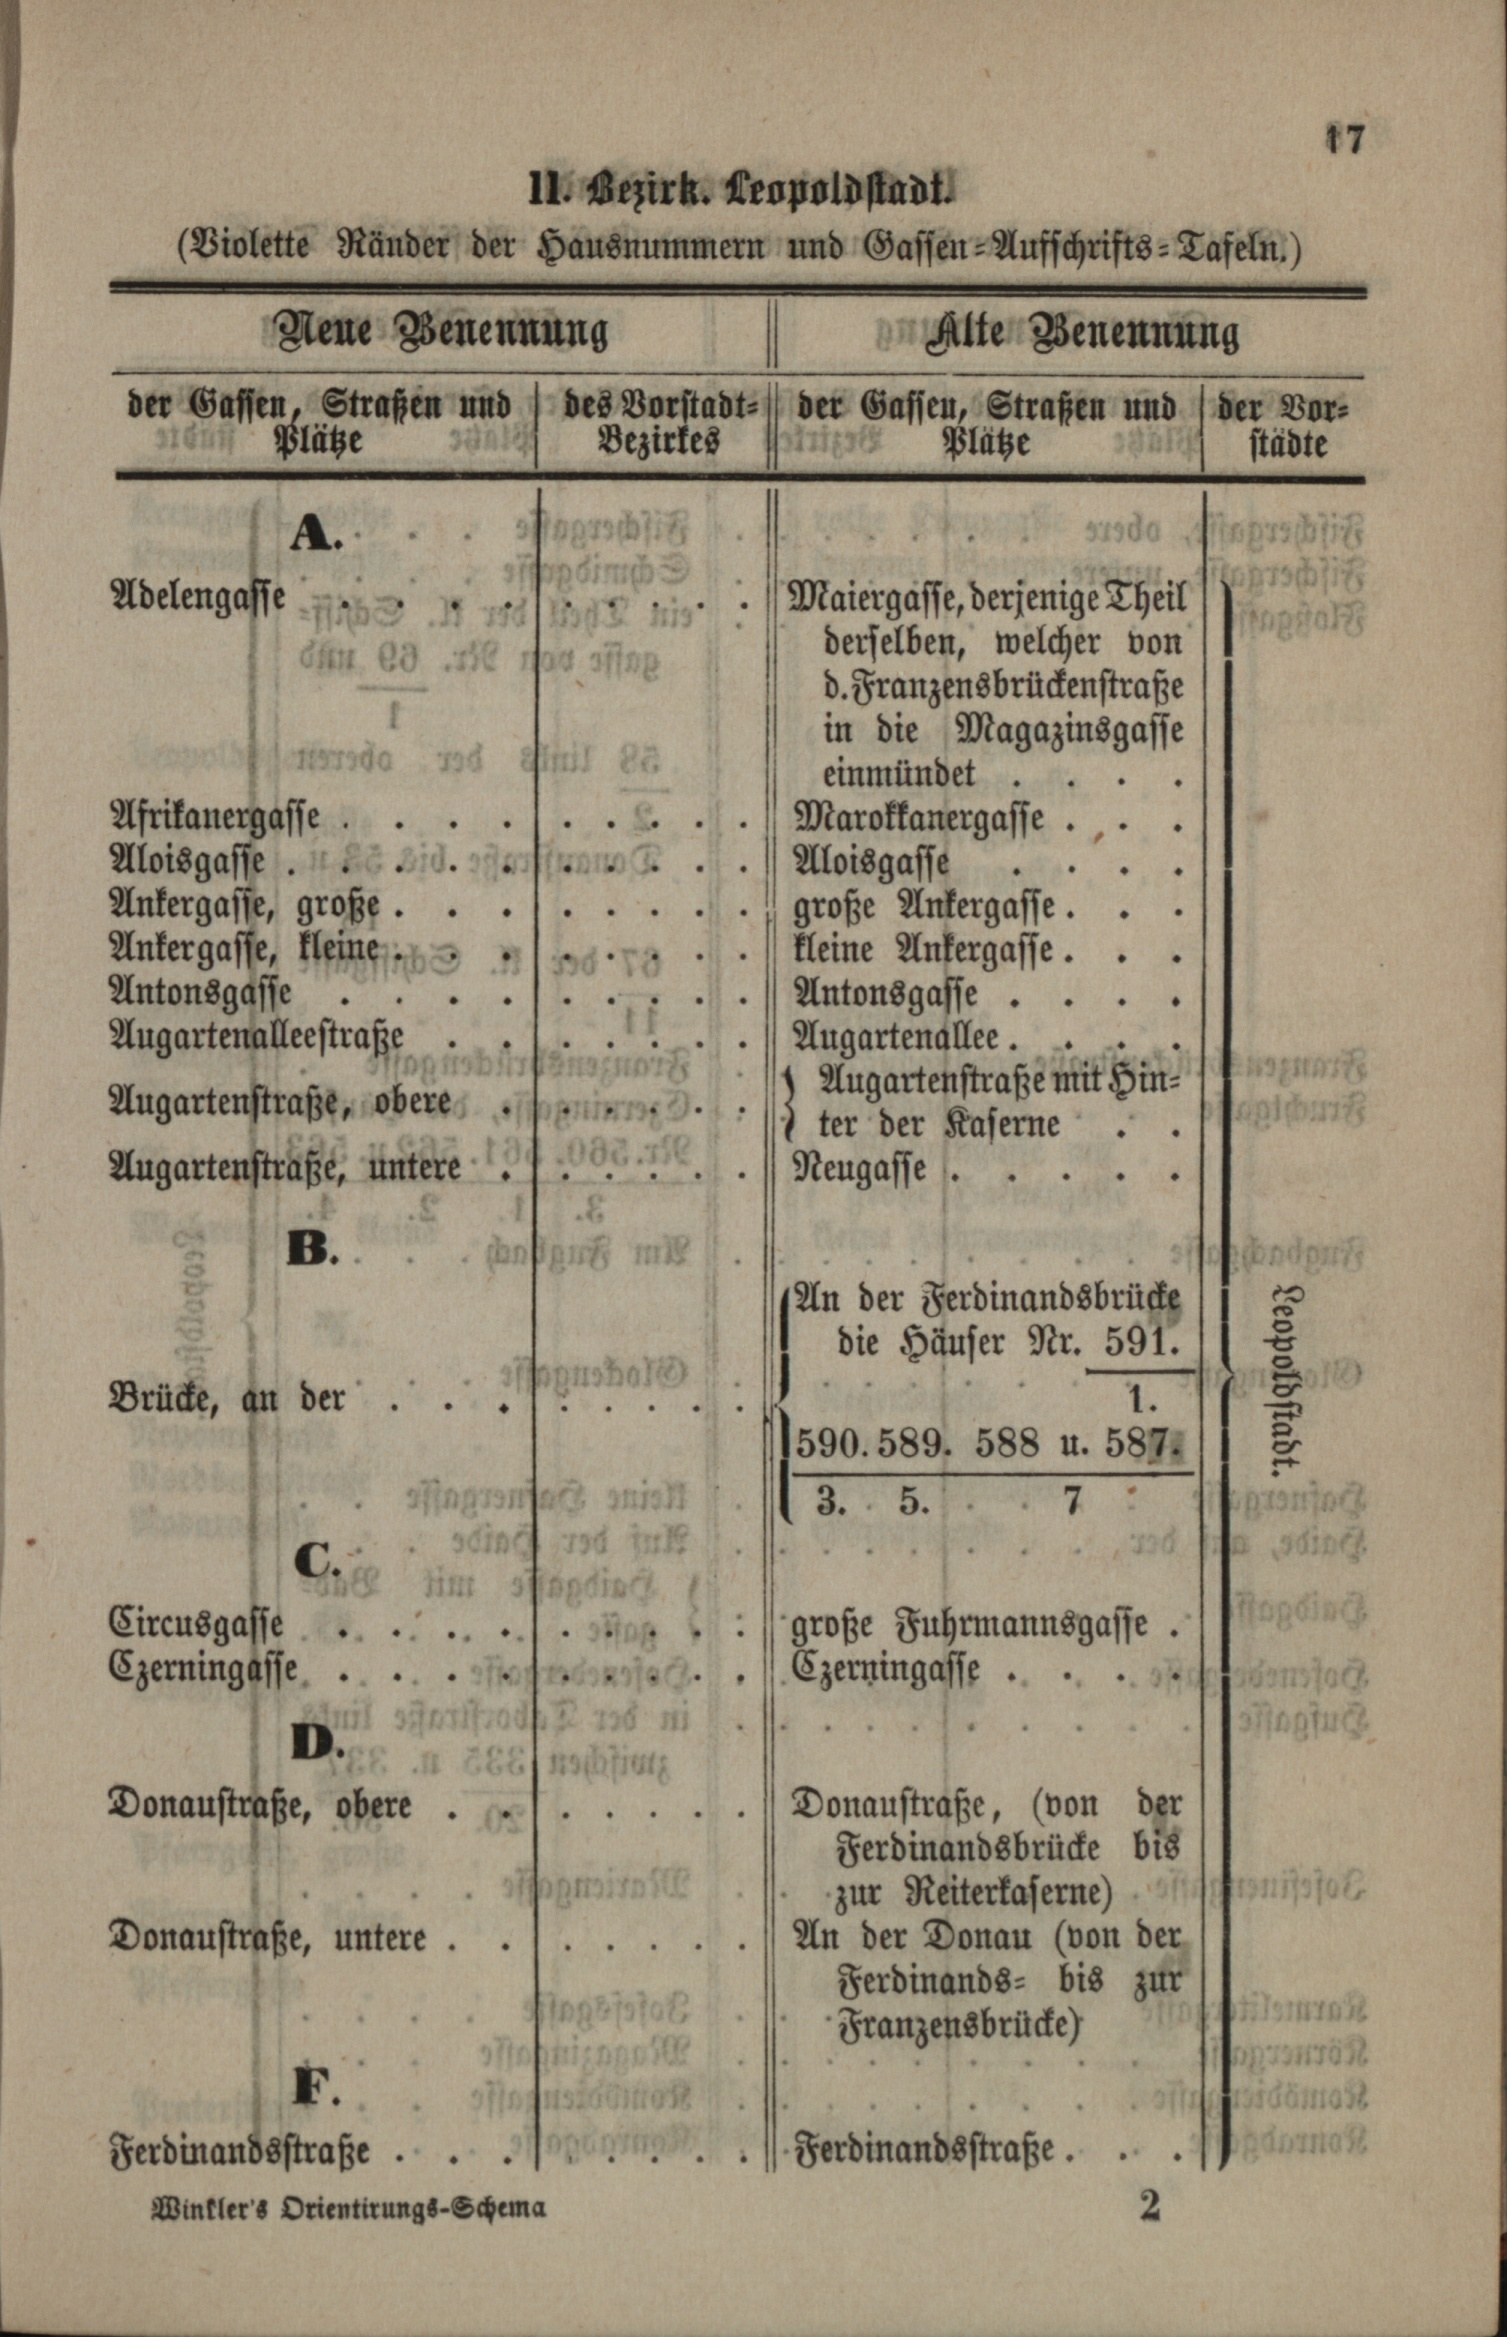 17
II. Bezirk. Leopoldstadt.
(Violette Ränder der Hausnummern und Gassen-Aufschrifts-Tafeln.)
Neue Benennung Alte Benennung
der Gassen, Straßen und Plätze
des Vorstadt-Bezirkes
der Gassen, Straßen und Plätze
der Vorstädte
A.
Adelengasse . . . . . . . . . Maiergasse, derjenige Theil
derselben, welcher von
d. Franzensbrückenstraße
in die Magazinsgasse
einmündet . . . .
Afrikanergasse . . . . . . . . . Marokkanergasse . . .
Aloisgasse . . . . . . . . . . Aloisgasse . . . .
Ankergasse, große . . . . . . . . große Ankergasse . . .
Ankergasse, kleine . . . . . . . . kleine Ankergasse . . .
Antonsgasse . . . . . . . . . Antonsgasse . . . .
Augartenalleestraße . . . . . . . Augartenallee . . . .
Augartenstraße, obere . . . . . . Augartenstraße mit Hin-
ter der Kaserne . .
Augartenstraße, untere . . . . . . Neugasse . . . . .
B.
An der Ferdinandsbrücke
die Häuser Nr. 591.
1.
Brücke, an der . . . . . . . .
590. 589. 588 u. 587.
3. 5. 7
Leopoldstadt.
C.
Circusgasse . . . . . . . . . große Fuhrmannsgasse .
Czerningasse . . . . . . . . . Czerningasse . . . .
D.
Donaustraße, obere . . . . . . . Donaustraße, (von der
Ferdinandsbrücke bis
zur Reiterkaserne)
Donaustraße, untere . . . . . . . An der Donau (von der
Ferdinands- bis zur
Franzensbrücke)
F.
Ferdinandsstraße . . . . . . . . Ferdinandsstraße . . .
Winkler's Orientirungs-Schema 2